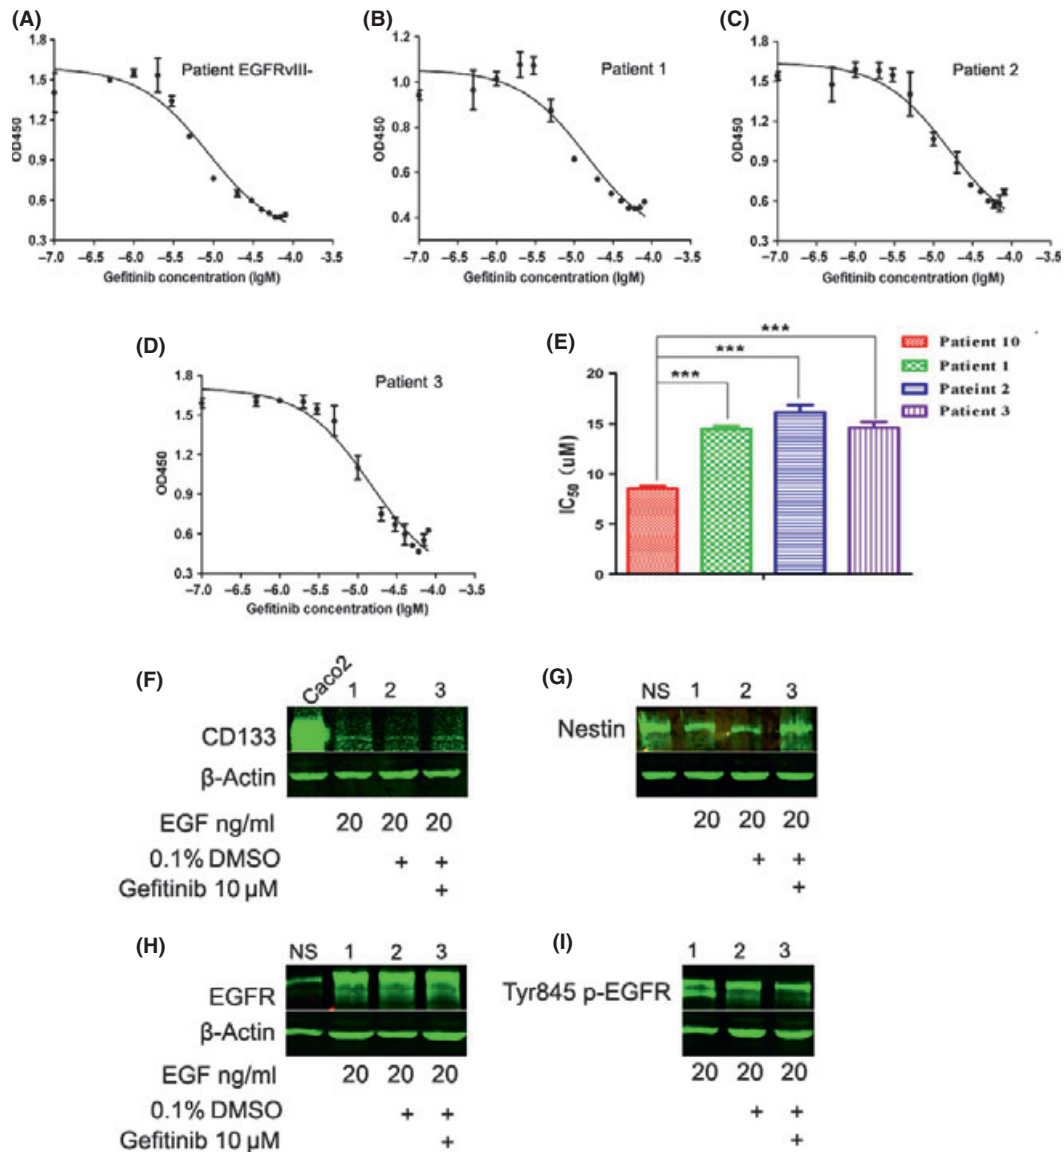 (A)
1.8
1.5
1.2
0.9
0.6
0.3
OD450
Patient EGFRvIII-
−7.0 −6.5 −6.0 −5.5 −5.0 −4.5 −4.0 −3.5
Gefitinib concentration (lgM)
(B)
1.2
1.0
0.8
0.6
0.4
OD450
Patient 1
−7.0 −6.5 −6.0 −5.5 −5.0 −4.5 −4.0 −3.5
Gefitinib concentration (lgM)
(C)
1.8
1.5
1.2
0.9
0.6
0.3
OD450
Patient 2
−7.0 −6.5 −6.0 −5.5 −5.0 −4.5 −4.0 −3.5
Gefitinib concentration (lgM)
(D)
1.8
1.5
1.2
0.9
0.6
0.3
OD450
Patient 3
−7.0 −6.5 −6.0 −5.5 −5.0 −4.5 −4.0 −3.5
Gefitinib concentration (lgM)
(E)
20
15
10
5
0
IC50 (uM)
***
***
***
Patient 10
Patient 1
Pateint 2
Patient 3
(F)
Caco2 1 2 3
CD133
β-Actin
EGF ng/ml 20 20 20
0.1% DMSO + +
Gefitinib 10 µM +
(G)
NS 1 2 3
Nestin
20 20 20
+ +
+
(H)
NS 1 2 3
EGFR
β-Actin
EGF ng/ml 20 20 20
0.1% DMSO + +
Gefitinib 10 µM +
(I)
1 2 3
Tyr845 p-EGFR
20 20 20
+ +
+